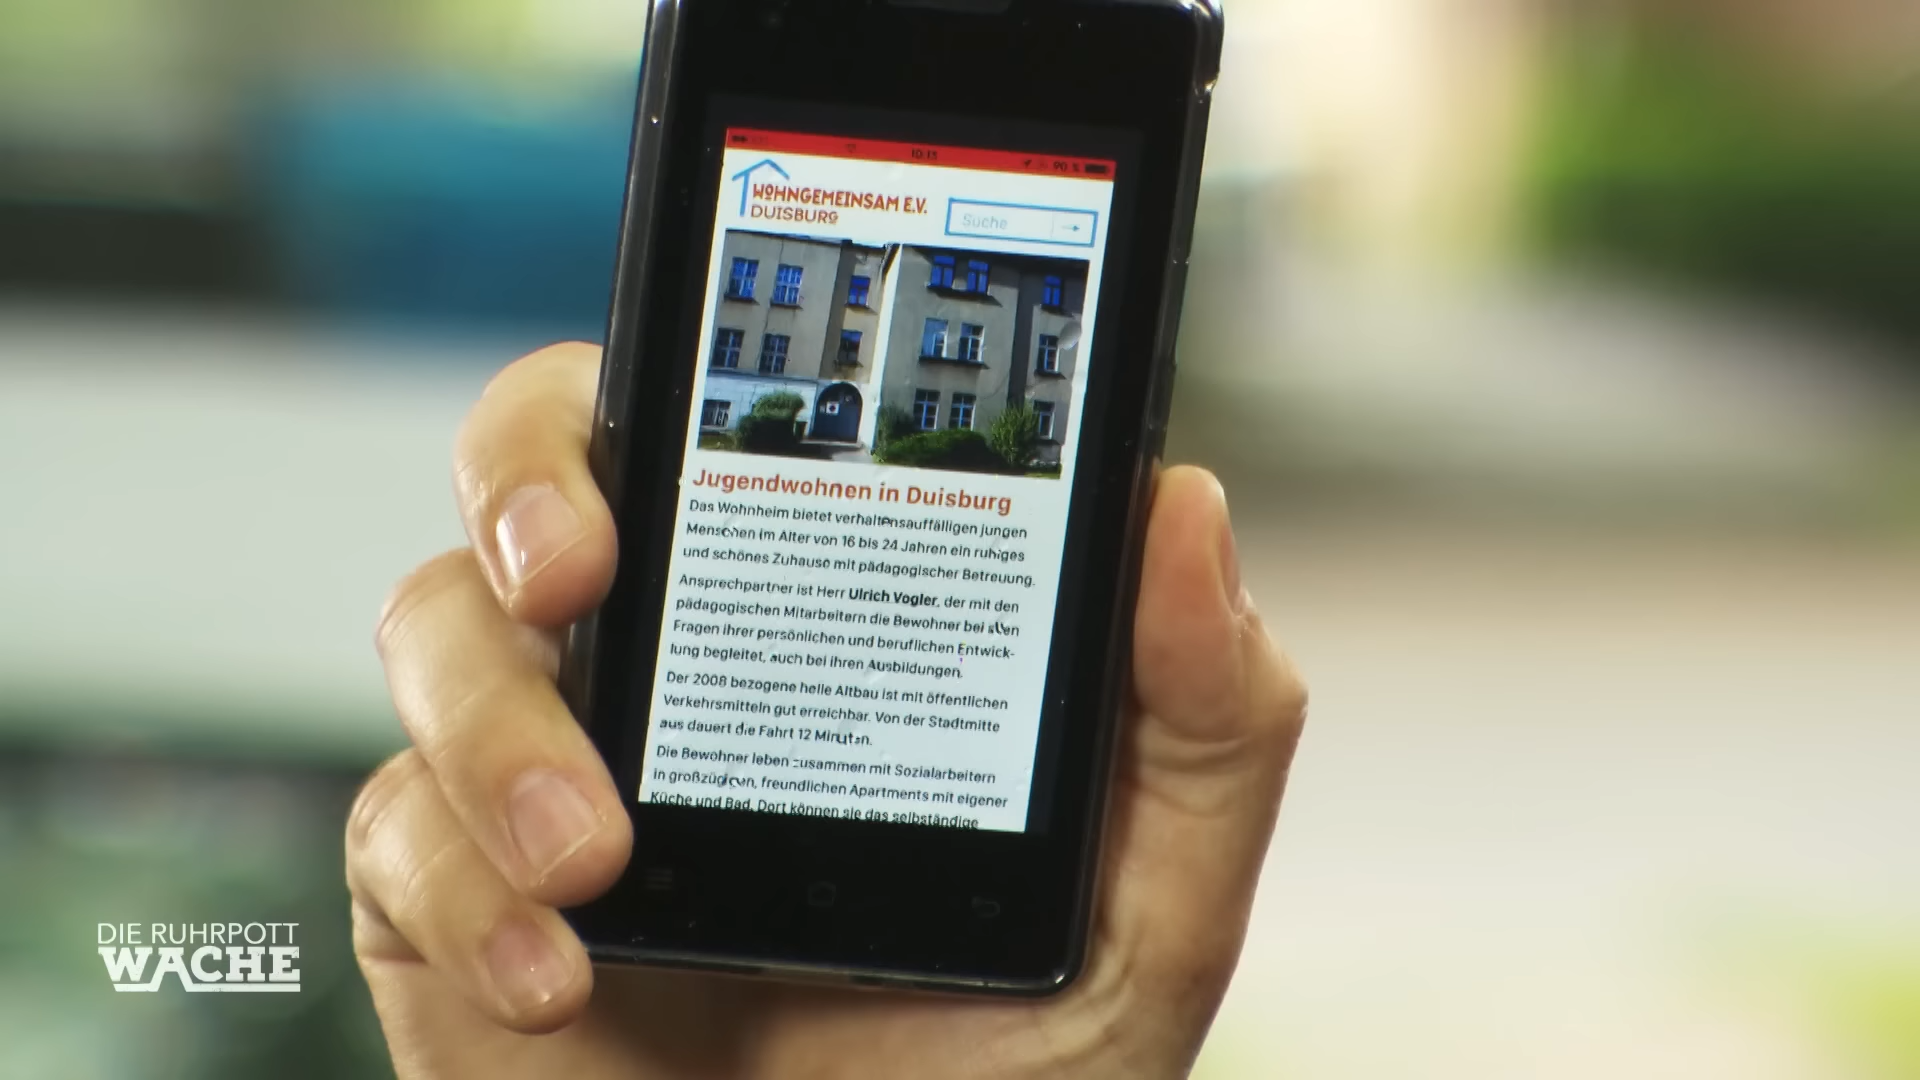 10:15
90 %
WOHNGEMEINSAM E.V.
DUISBURG
Suche
Jugendwohnen in Duisburg
Das Wohnheim bietet verhaltensauffälligen jungen
Menschen im Alter von 16 bis 24 Jahren ein ruhiges
und schönes Zuhause mit pädagogischer Betreuung.
Ansprechpartner ist Herr Ulrich Vogler, der mit den
pädagogischen Mitarbeitern die Bewohner bei allen
Fragen ihrer persönlichen und beruflichen Entwick-
lung begleitet, auch bei ihren Ausbildungen.
Der 2008 bezogene helle Altbau ist mit öffentlichen
Verkehrsmitteln gut erreichbar. Von der Stadtmitte
aus dauert die Fahrt 12 Minuten.
Die Bewohner leben zusammen mit Sozialarbeitern
in großzügigen, freundlichen Apartments mit eigener
Küche und Bad. Dort können sie das selbständige
DIE RUHRPOTT
WACHE